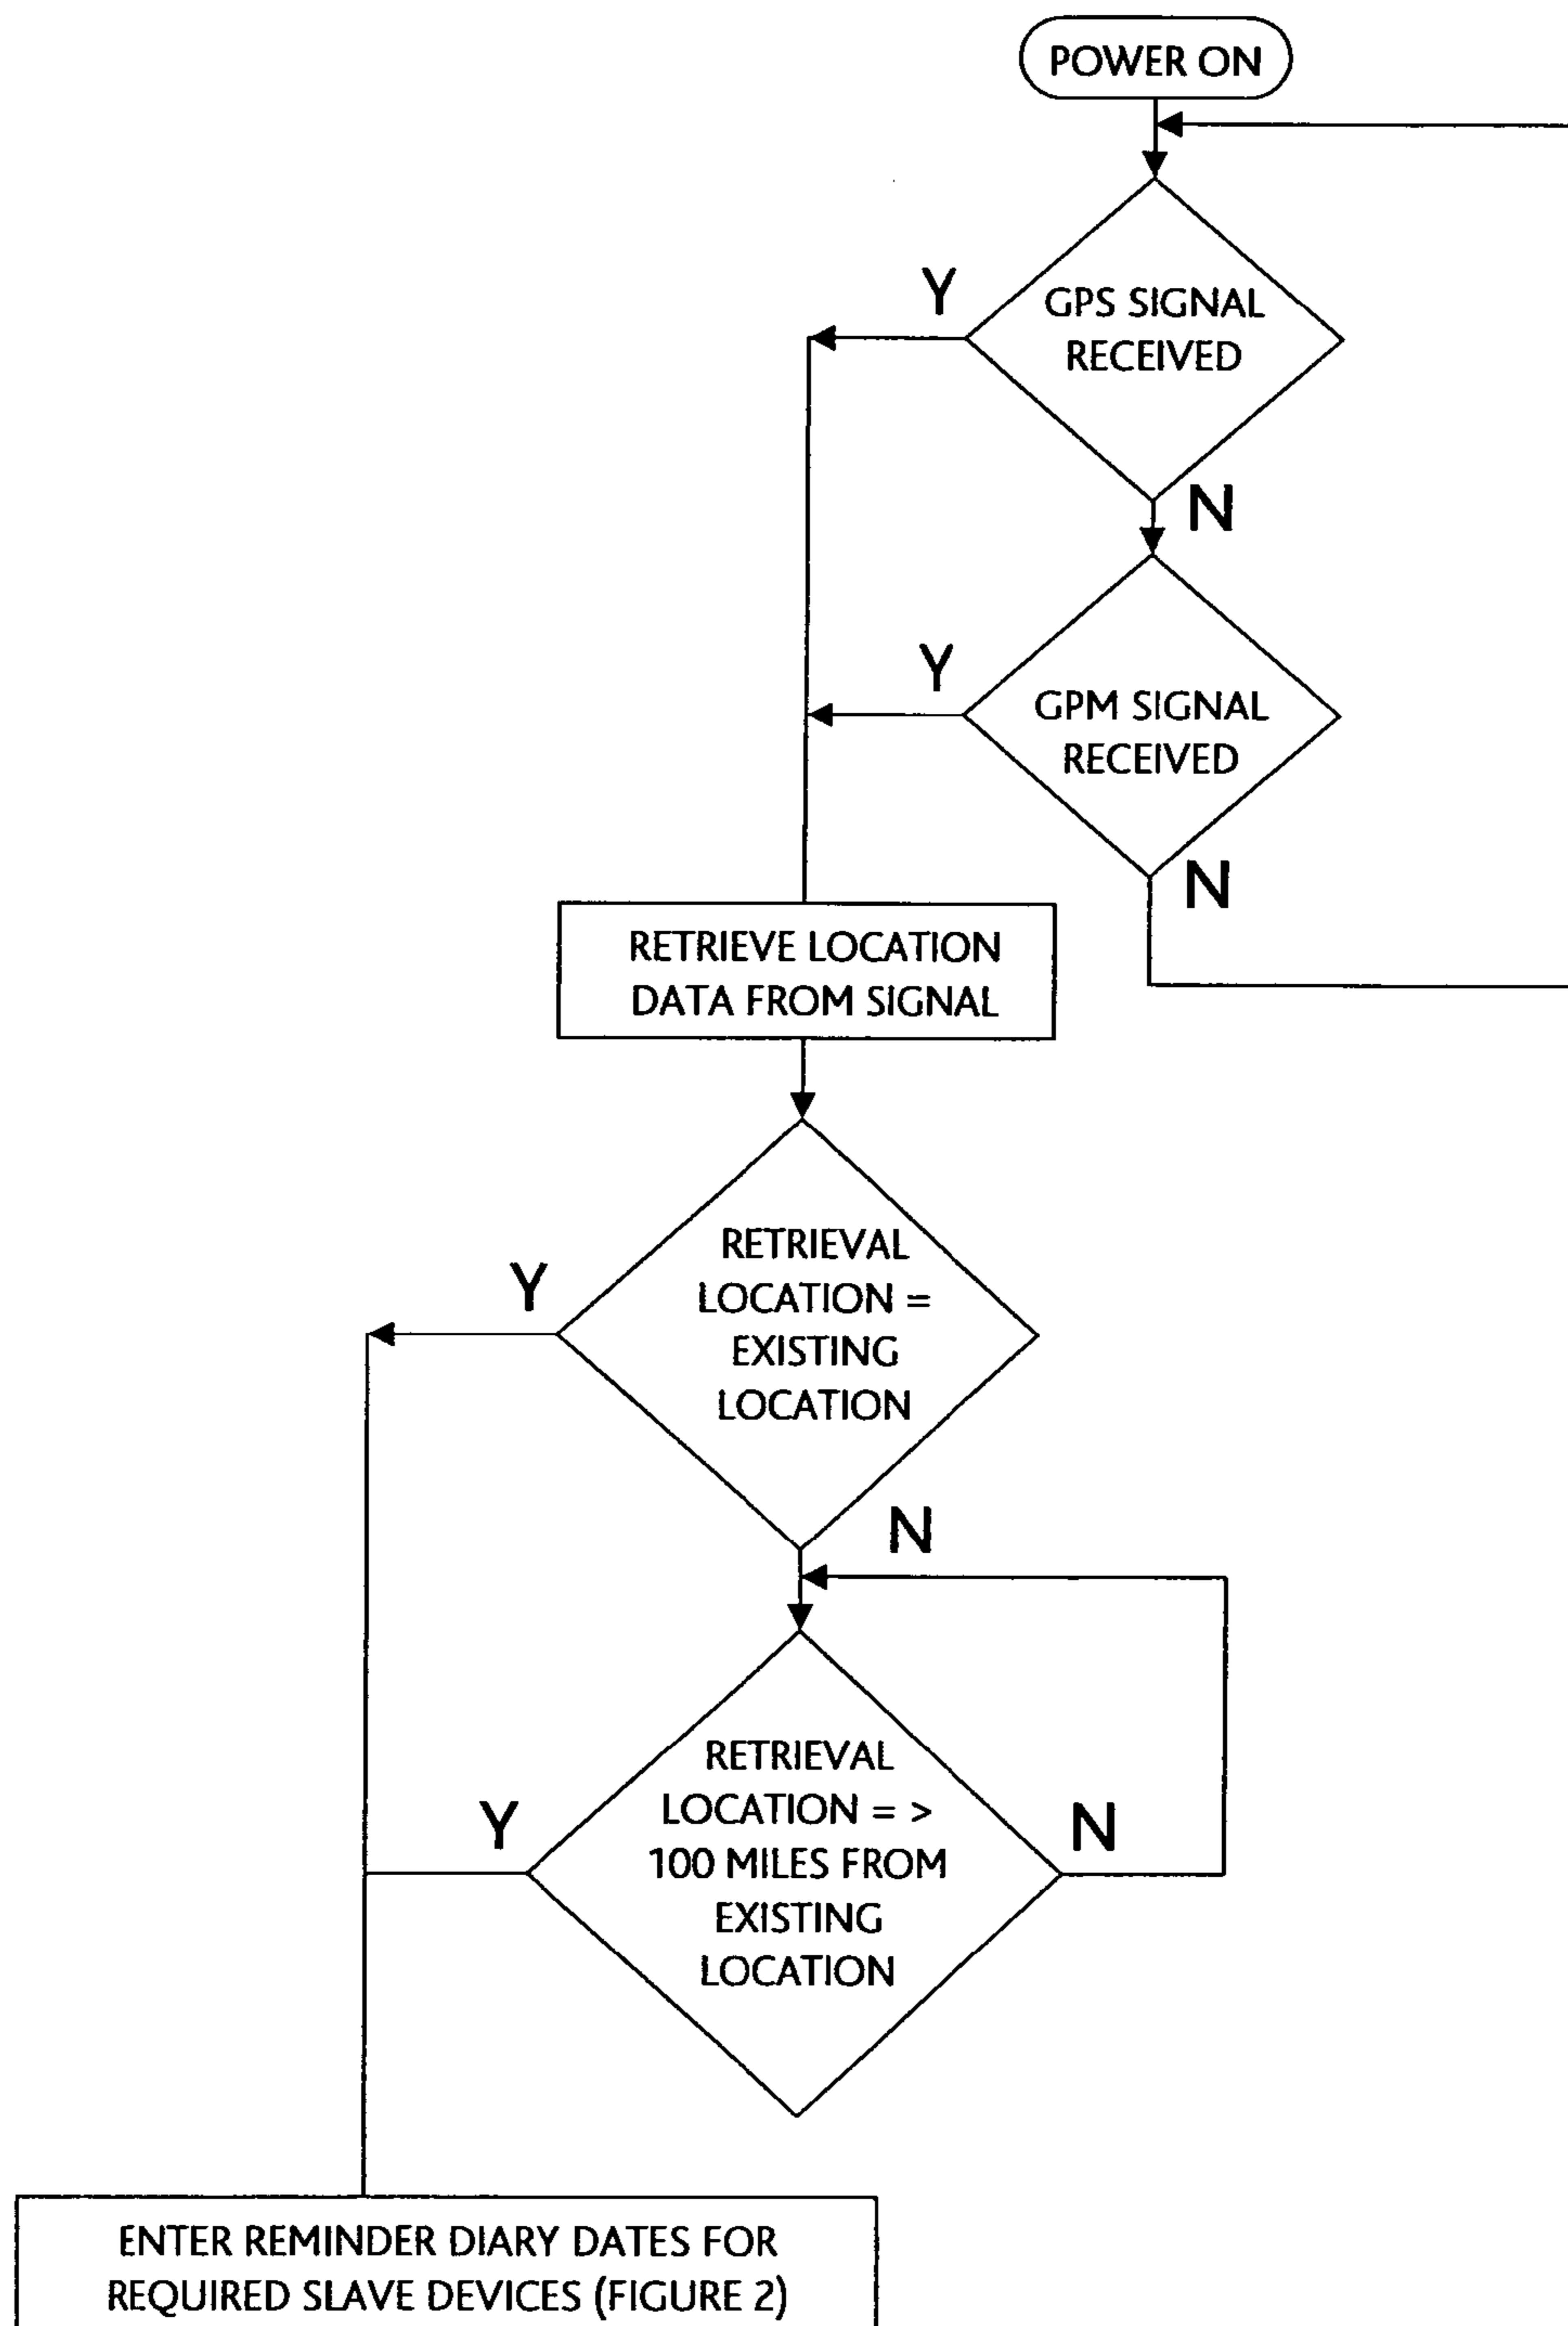 POWER ON
GPS SIGNAL
RECEIVED
Y
N
GPM SIGNAL
RECEIVED
Y
N
RETRIEVE LOCATION
DATA FROM SIGNAL
RETRIEVAL
LOCATION =
EXISTING
LOCATION
Y
N
RETRIEVAL
LOCATION = >
100 MILES FROM
EXISTING
LOCATION
Y
N
ENTER REMINDER DIARY DATES FOR
REQUIRED SLAVE DEVICES (FIGURE 2)